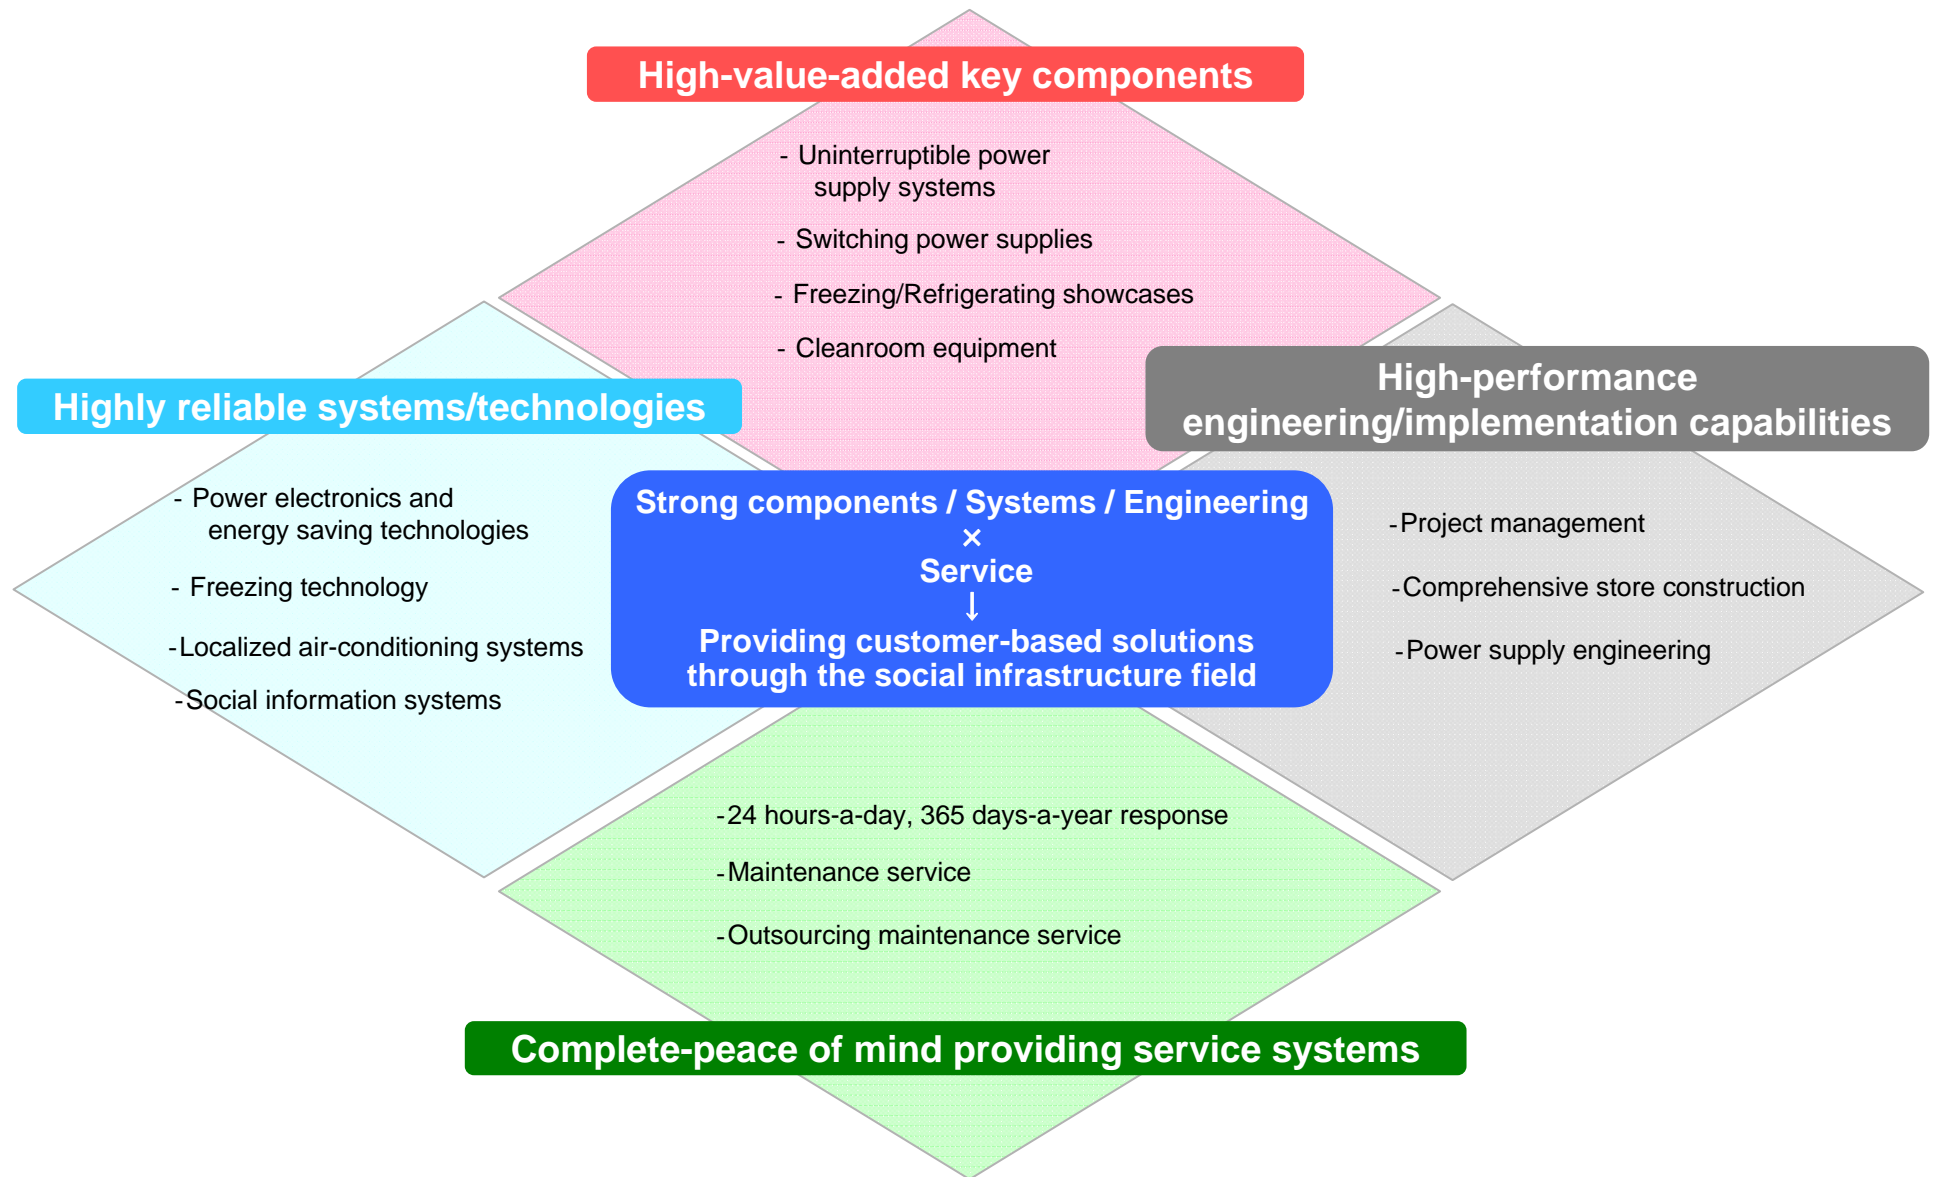 High-value-added key components
- Uninterruptible power
supply systems
- Switching power supplies
- Freezing/Refrigerating showcases
- Cleanroom equipment
Highly reliable systems/technologies
- Power electronics and
energy saving technologies
- Freezing technology
-Localized air-conditioning systems
-Social information systems
High-performance
engineering/implementation capabilities
-Project management
-Comprehensive store construction
-Power supply engineering
Strong components / Systems / Engineering
×
Service
↓
Providing customer-based solutions
through the social infrastructure field
-24 hours-a-day, 365 days-a-year response
-Maintenance service
-Outsourcing maintenance service
Complete-peace of mind providing service systems